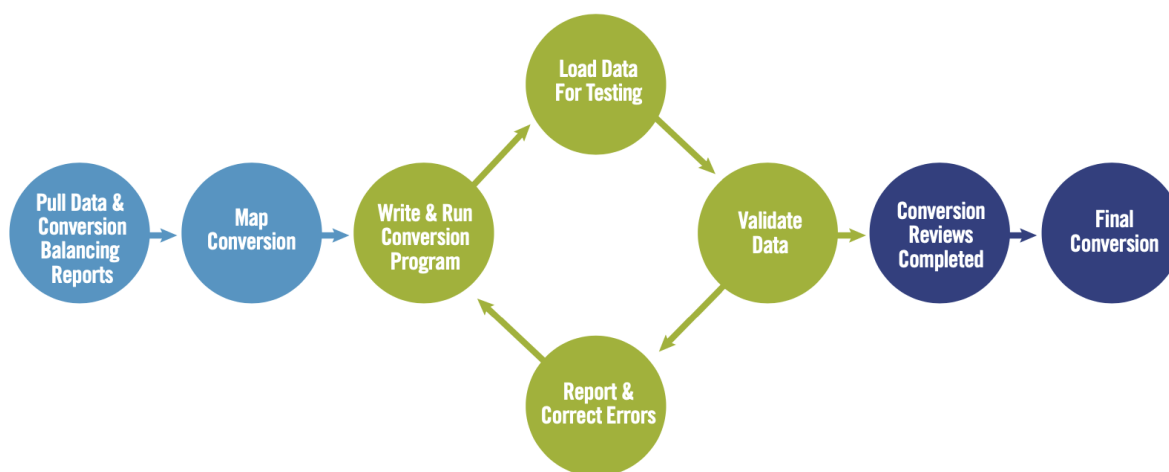 Pull Data &
Conversion
Balancing
Reports
Map
Conversion
Write & Run
Conversion
Program
Load Data
For Testing
Validate
Data
Report &
Correct Errors
Conversion
Reviews
Completed
Final
Conversion